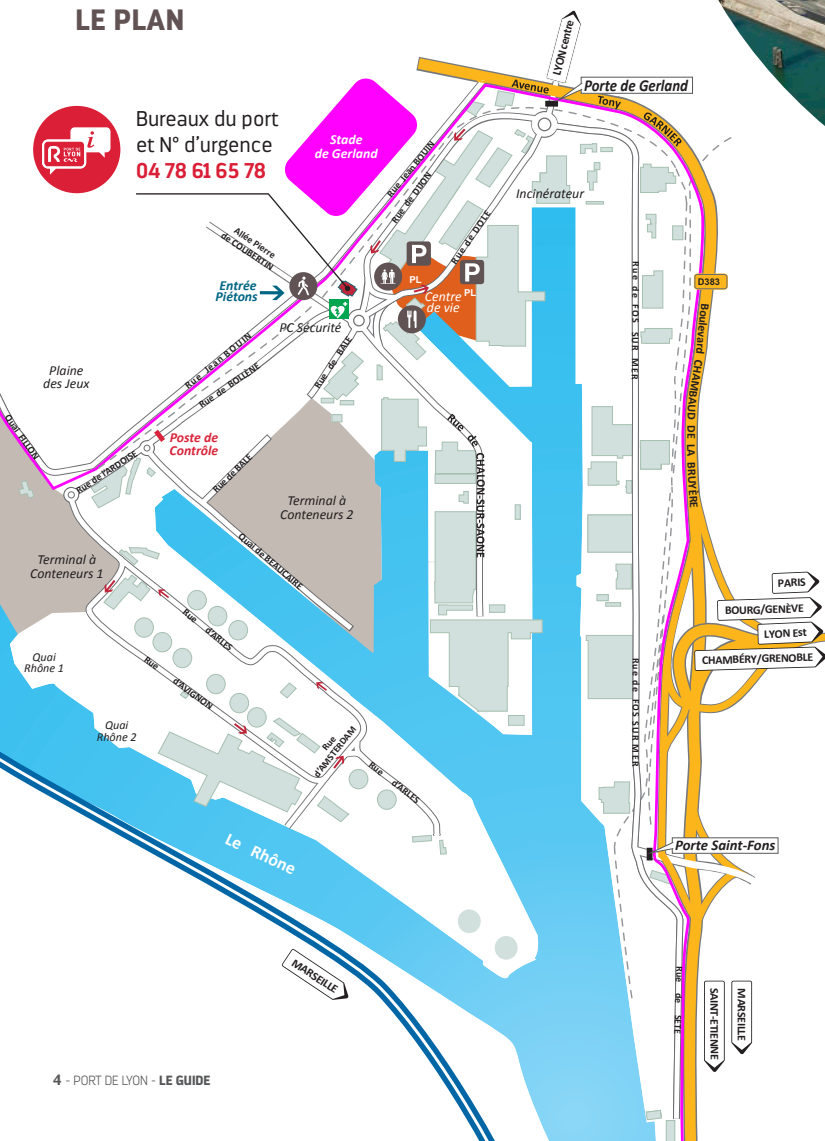 LE PLAN
LYON centre
Porte de Gerland
Avenue Tony GARNIER
Bureaux du port
et N° d'urgence
04 78 61 65 78
i
R PORT DE LYON CNR
Stade
de Gerland
Rue Jean BOUIN
Rue de DIJON
Incinérateur
Allée Pierre
de COUBERTIN
Rue de DOLE
P
P
PL
PL
Centre
de vie
Entrée
Piétons
PC Sécurité
D383
Boulevard CHAMBAUD DE LA BRUYÈRE
Rue de FOS SUR MER
Rue Jean BOUIN
Rue de BOLLENE
Rue de BALE
Plaine
des Jeux
Quai FILLON
Poste de
Contrôle
Rue de l'ARDOISE
Rue de BALE
Rue de CHALON-SUR-SAONE
Terminal à
Conteneurs 2
Quai de BEAUCAIRE
Terminal à
Conteneurs 1
PARIS
BOURG/GENÈVE
LYON Est
CHAMBÉRY/GRENOBLE
Rue d'ARLES
Quai
Rhône 1
Rue d'AVIGNON
Rue de FOS SUR MER
Quai
Rhône 2
Rue
d'AMSTERDAM
Rue d'ARLES
Le Rhône
Porte Saint-Fons
MARSEILLE
Rue de SETE
SAINT-ETIENNE
MARSEILLE
4 - PORT DE LYON - LE GUIDE